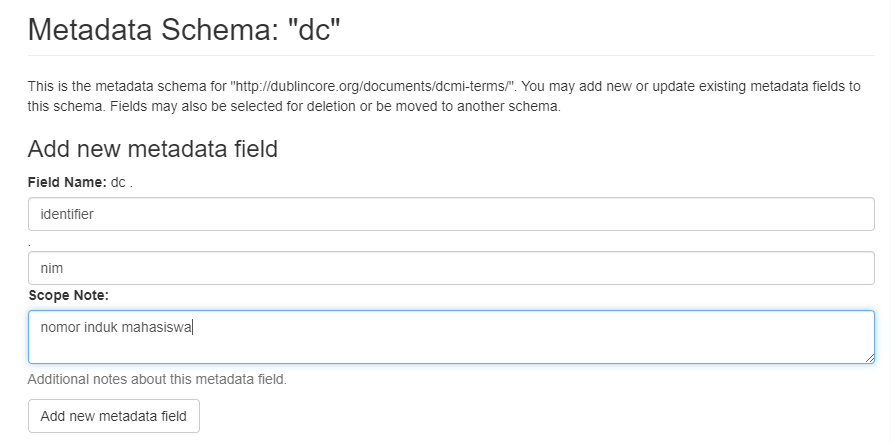 Metadata Schema: "dc"
This is the metadata schema for "http://dublincore.org/documents/dcmi-terms/". You may add new or update existing metadata fields to
this schema. Fields may also be selected for deletion or be moved to another schema.
Add new metadata field
Field Name: dc .
identifier
.
nim
Scope Note:
nomor induk mahasiswa
Additional notes about this metadata field.
Add new metadata field